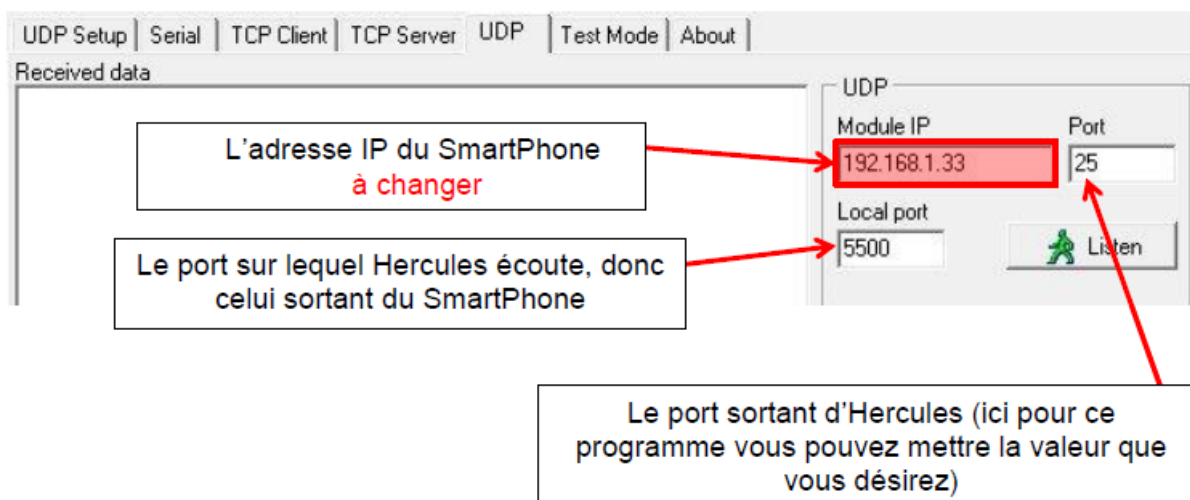 UDP Setup Serial TCP Client TCP Server UDP Test Mode About
Received data
UDP
Module IP Port
192.168.1.33 25
Local port
5500 Listen
L'adresse IP du SmartPhone
à changer
Le port sur lequel Hercules écoute, donc
celui sortant du SmartPhone
Le port sortant d'Hercules (ici pour ce
programme vous pouvez mettre la valeur que
vous désirez)